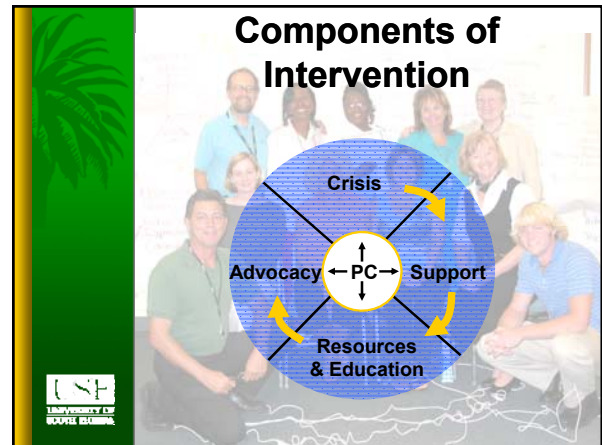 Components of
Intervention
Crisis
Advocacy
PC
Support
Resources
& Education
USF
UNIVERSITY OF
SOUTH FLORIDA